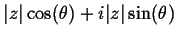 |z| cos(θ) + i|z| sin(θ)